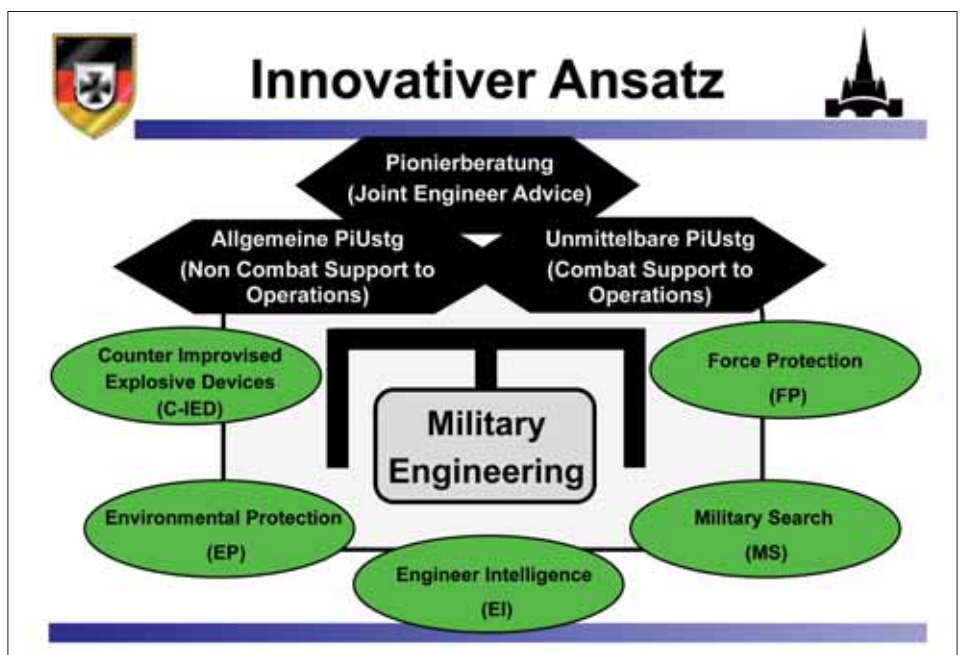 Innovativer Ansatz
Pionierberatung
(Joint Engineer Advice)
Allgemeine PiUstg
(Non Combat Support to
Operations)
Unmittelbare PiUstg
(Combat Support to
Operations)
Counter Improvised
Explosive Devices
(C-IED)
Force Protection
(FP)
Military
Engineering
Environmental Protection
(EP)
Military Search
(MS)
Engineer Intelligence
(EI)